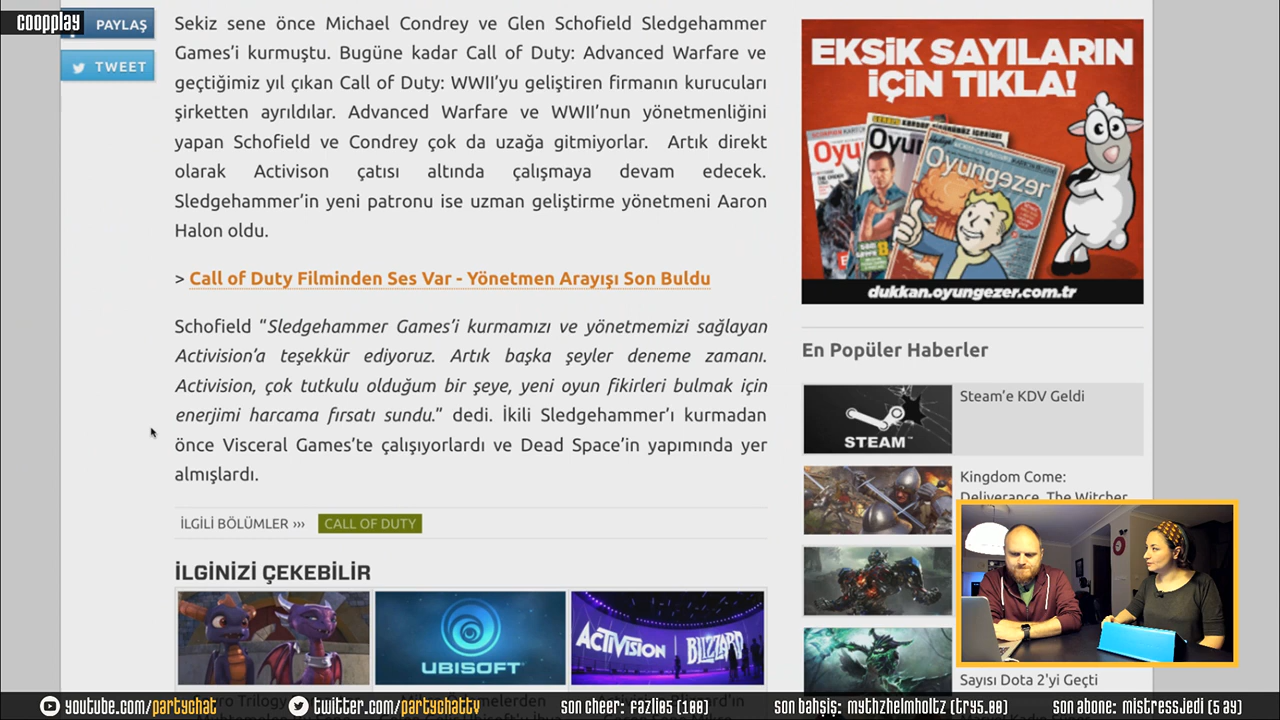 coopplay
PAYLAŞ
TWEET
Sekiz sene önce Michael Condrey ve Glen Schofield Sledgehammer
Games’i kurmuştu. Bugüne kadar Call of Duty: Advanced Warfare ve
geçtiğimiz yıl çıkan Call of Duty: WWII’yu geliştiren firmanın kurucuları
şirketten ayrıldılar. Advanced Warfare ve WWII’nun yönetmenliğini
yapan Schofield ve Condrey çok da uzağa gitmiyorlar. Artık direkt
olarak Activison çatısı altında çalışmaya devam edecek.
Sledgehammer’in yeni patronu ise uzman geliştirme yönetmeni Aaron
Halon oldu.
> Call of Duty Filminden Ses Var - Yönetmen Arayışı Son Buldu
Schofield “Sledgehammer Games’i kurmamızı ve yönetmemizi sağlayan
Activision’a teşekkür ediyoruz. Artık başka şeyler deneme zamanı.
Activision, çok tutkulu olduğum bir şeye, yeni oyun fikirleri bulmak için
enerjimi harcama fırsatı sundu.” dedi. İkili Sledgehammer’ı kurmadan
önce Visceral Games’te çalışıyorlardı ve Dead Space’in yapımında yer
almışlardı.
İLGİLİ BÖLÜMLER ››› CALL OF DUTY
İLGİNİZİ ÇEKEBİLİR
UBISOFT
ACTIVISION | BLIZZARD
EKSİK SAYILARIN
İÇİN TIKLA!
Oyungezer
dukkan.oyungezer.com.tr
En Popüler Haberler
STEAM™
Steam’e KDV Geldi
Kingdom Come:
Deliverance, The Witcher
Sayısı Dota 2'yi Geçti
youtube.com/partychat
twitter.com/partychattv
son cheer: fazli05 (100)
son bahşiş: mythzhelmholtz (try5.00)
son abone: mistressjedi (5 ay)